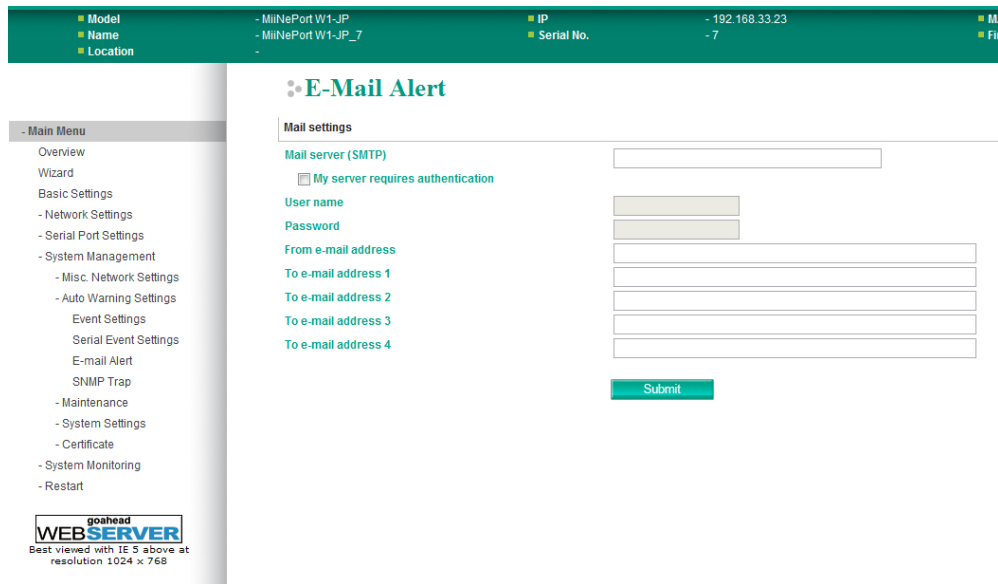 Model - MiiNePort W1-JP IP - 192.168.33.23
Name - MiiNePort W1-JP_7 Serial No. - 7
Location -
E-Mail Alert
- Main Menu
Overview
Wizard
Basic Settings
- Network Settings
- Serial Port Settings
- System Management
- Misc. Network Settings
- Auto Warning Settings
Event Settings
Serial Event Settings
E-mail Alert
SNMP Trap
- Maintenance
- System Settings
- Certificate
- System Monitoring
- Restart
goahead
WEBSERVER
Best viewed with IE 5 above at
resolution 1024 x 768
Mail settings
Mail server (SMTP)
My server requires authentication
User name
Password
From e-mail address
To e-mail address 1
To e-mail address 2
To e-mail address 3
To e-mail address 4
Submit